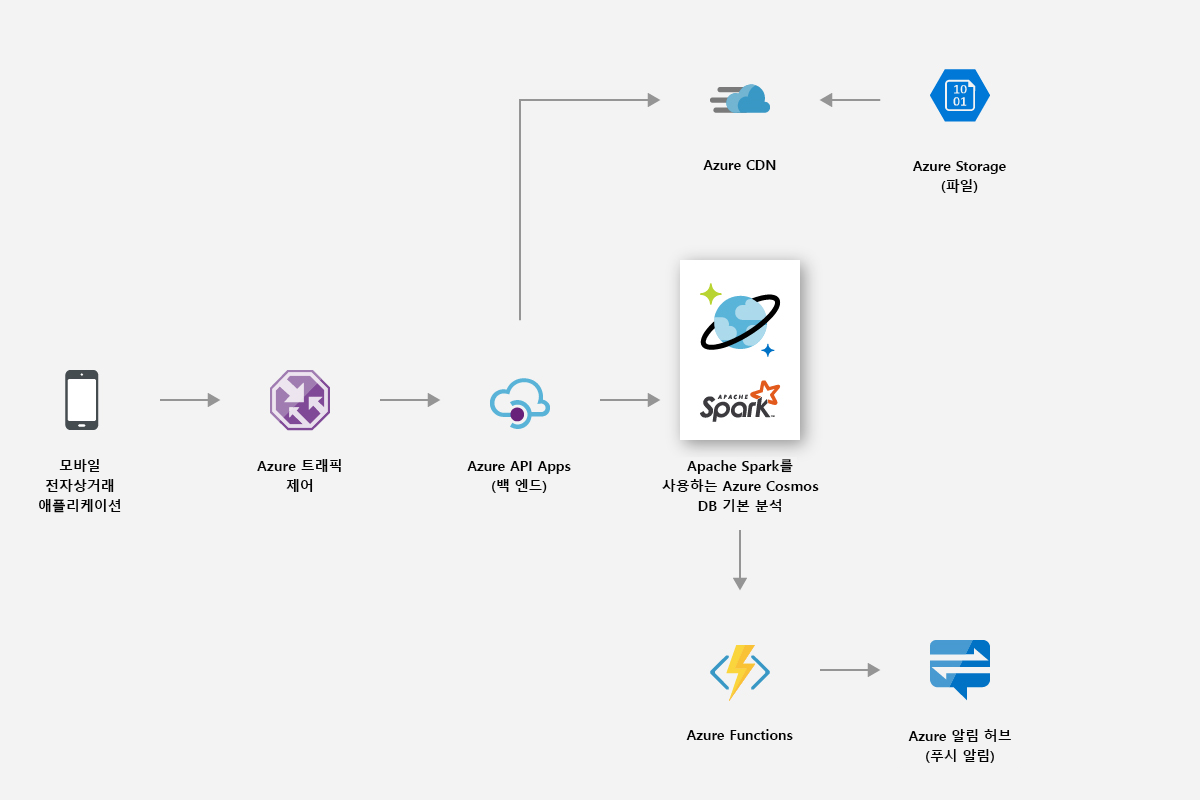 10
01
Azure CDN
Azure Storage
(파일)
APACHE
Spark™
모바일
전자상거래
애플리케이션
Azure 트래픽
제어
Azure API Apps
(백 엔드)
Apache Spark를
사용하는 Azure Cosmos
DB 기본 분석
Azure Functions
Azure 알림 허브
(푸시 알림)